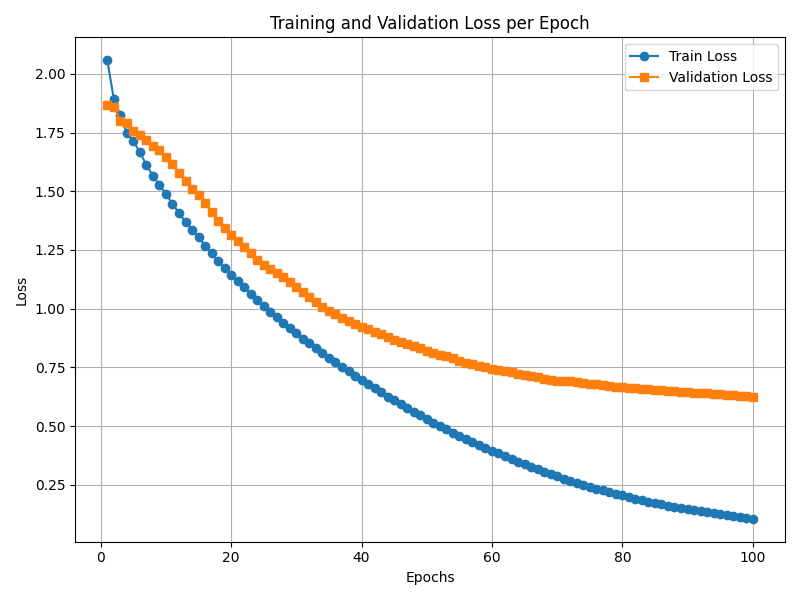 Training and Validation Loss per Epoch
Train Loss
Validation Loss
2.00
1.75
1.50
1.25
1.00
0.75
0.50
0.25
Loss
0 20 40 60 80 100
Epochs